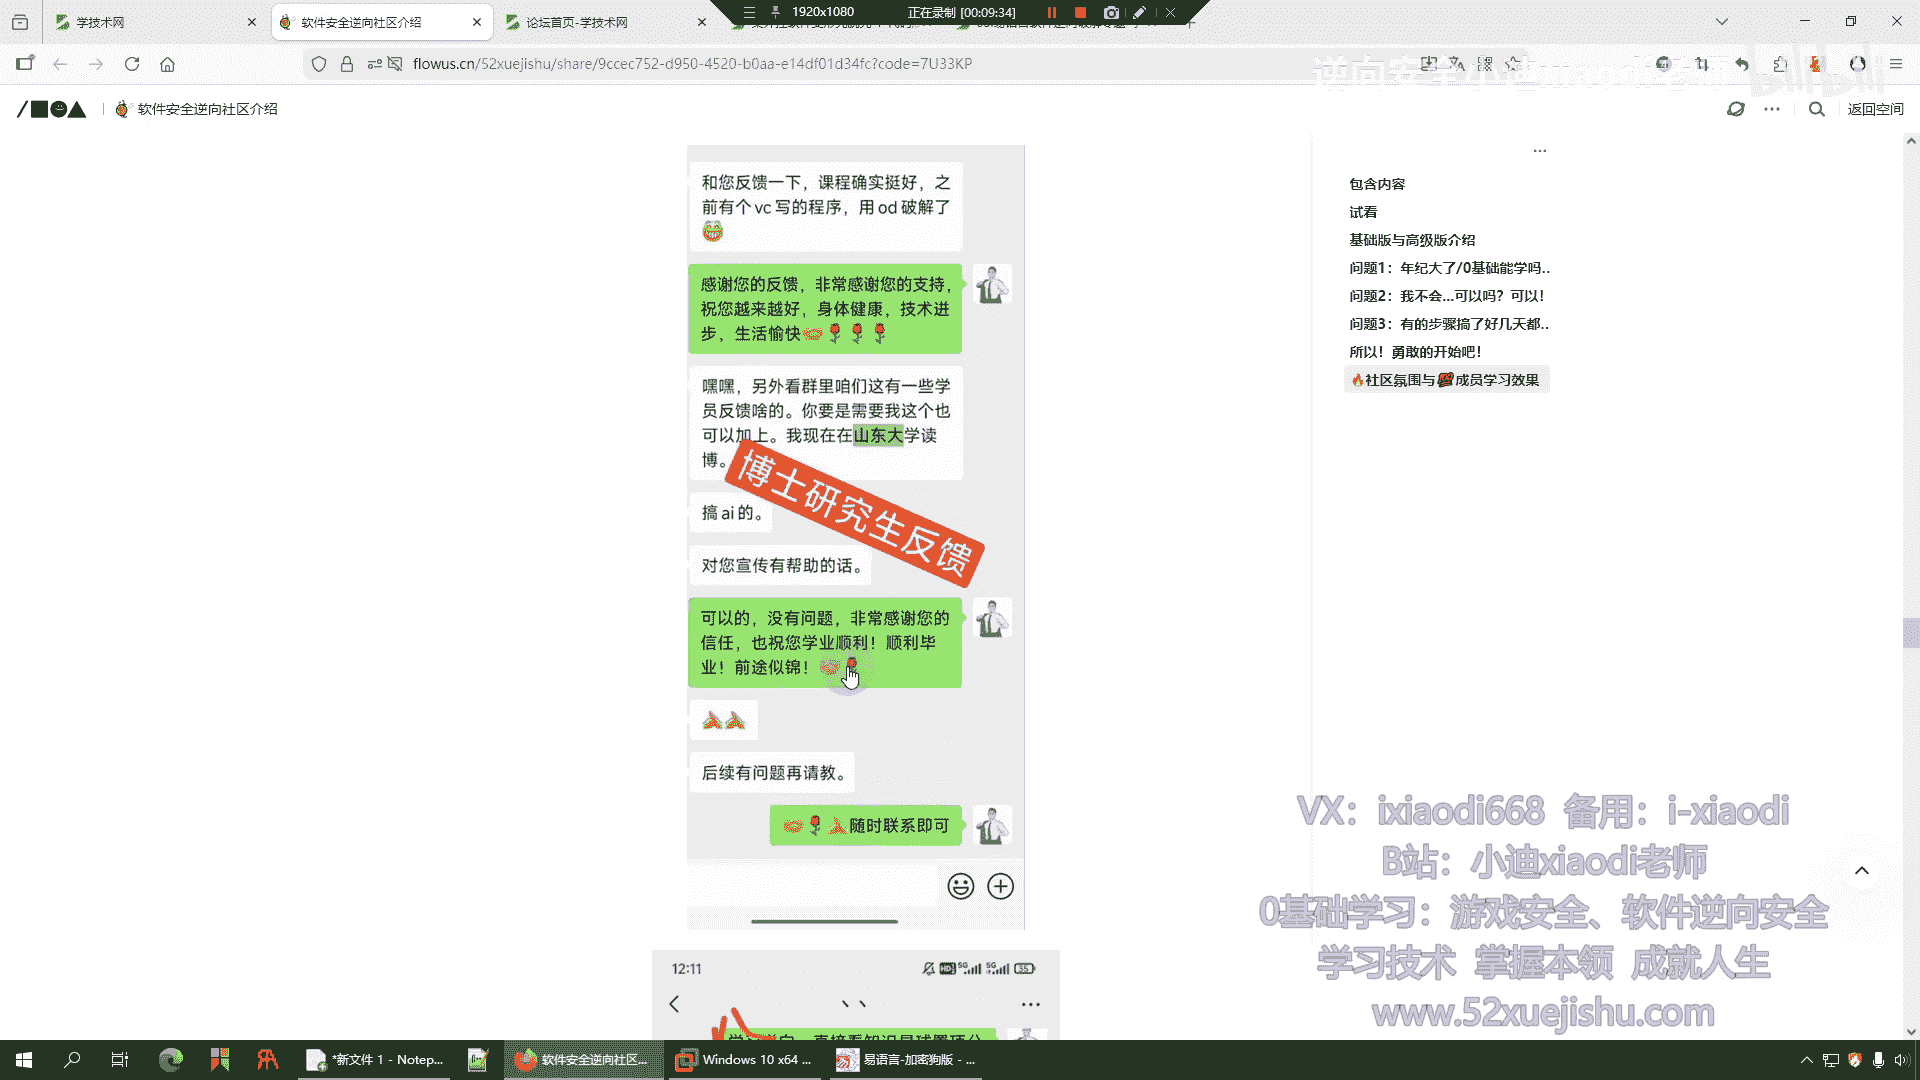 学技术网
软件安全逆向社区介绍
论坛首页-学技术网
1920x1080
正在录制 [00:09:34]
flowus.cn/52xuejishu/share/9ccec752-d950-4520-b0aa-e14df01d34fc?code=7U33KP
软件安全逆向社区介绍
返回空间
和您反馈一下，课程确实挺好，之
前有个vc写的程序，用od破解了
感谢您的反馈，非常感谢您的支持，
祝您越来越好，身体健康，技术进
步，生活愉快
嘿嘿，另外看群里咱们这有一些学
员反馈啥的。你要是需要我这个也
可以加上。我现在在山东大学读
博。
博士研究生反馈
搞ai的。
对您宣传有帮助的话。
可以的，没有问题，非常感谢您的
信任，也祝您学业顺利！顺利毕
业！前途似锦！
后续有问题再请教。
随时联系即可
12:11
HD 5G 5G 35
包含内容
试看
基础版与高级版介绍
问题1：年纪大了/0基础能学吗..
问题2：我不会...可以吗？可以！
问题3：有的步骤搞了好几天都..
所以！勇敢的开始吧！
🔥社区氛围与💯成员学习效果
VX：ixiaodi668 备用：i-xiaodi
B站：小迪xiaodi老师
0基础学习：游戏安全、软件逆向安全
学习技术 掌握本领 成就人生
www.52xuejishu.com
*新文件 1 - Notep...
软件安全逆向社区...
Windows 10 x64 ...
易语言-加密狗版 - ...